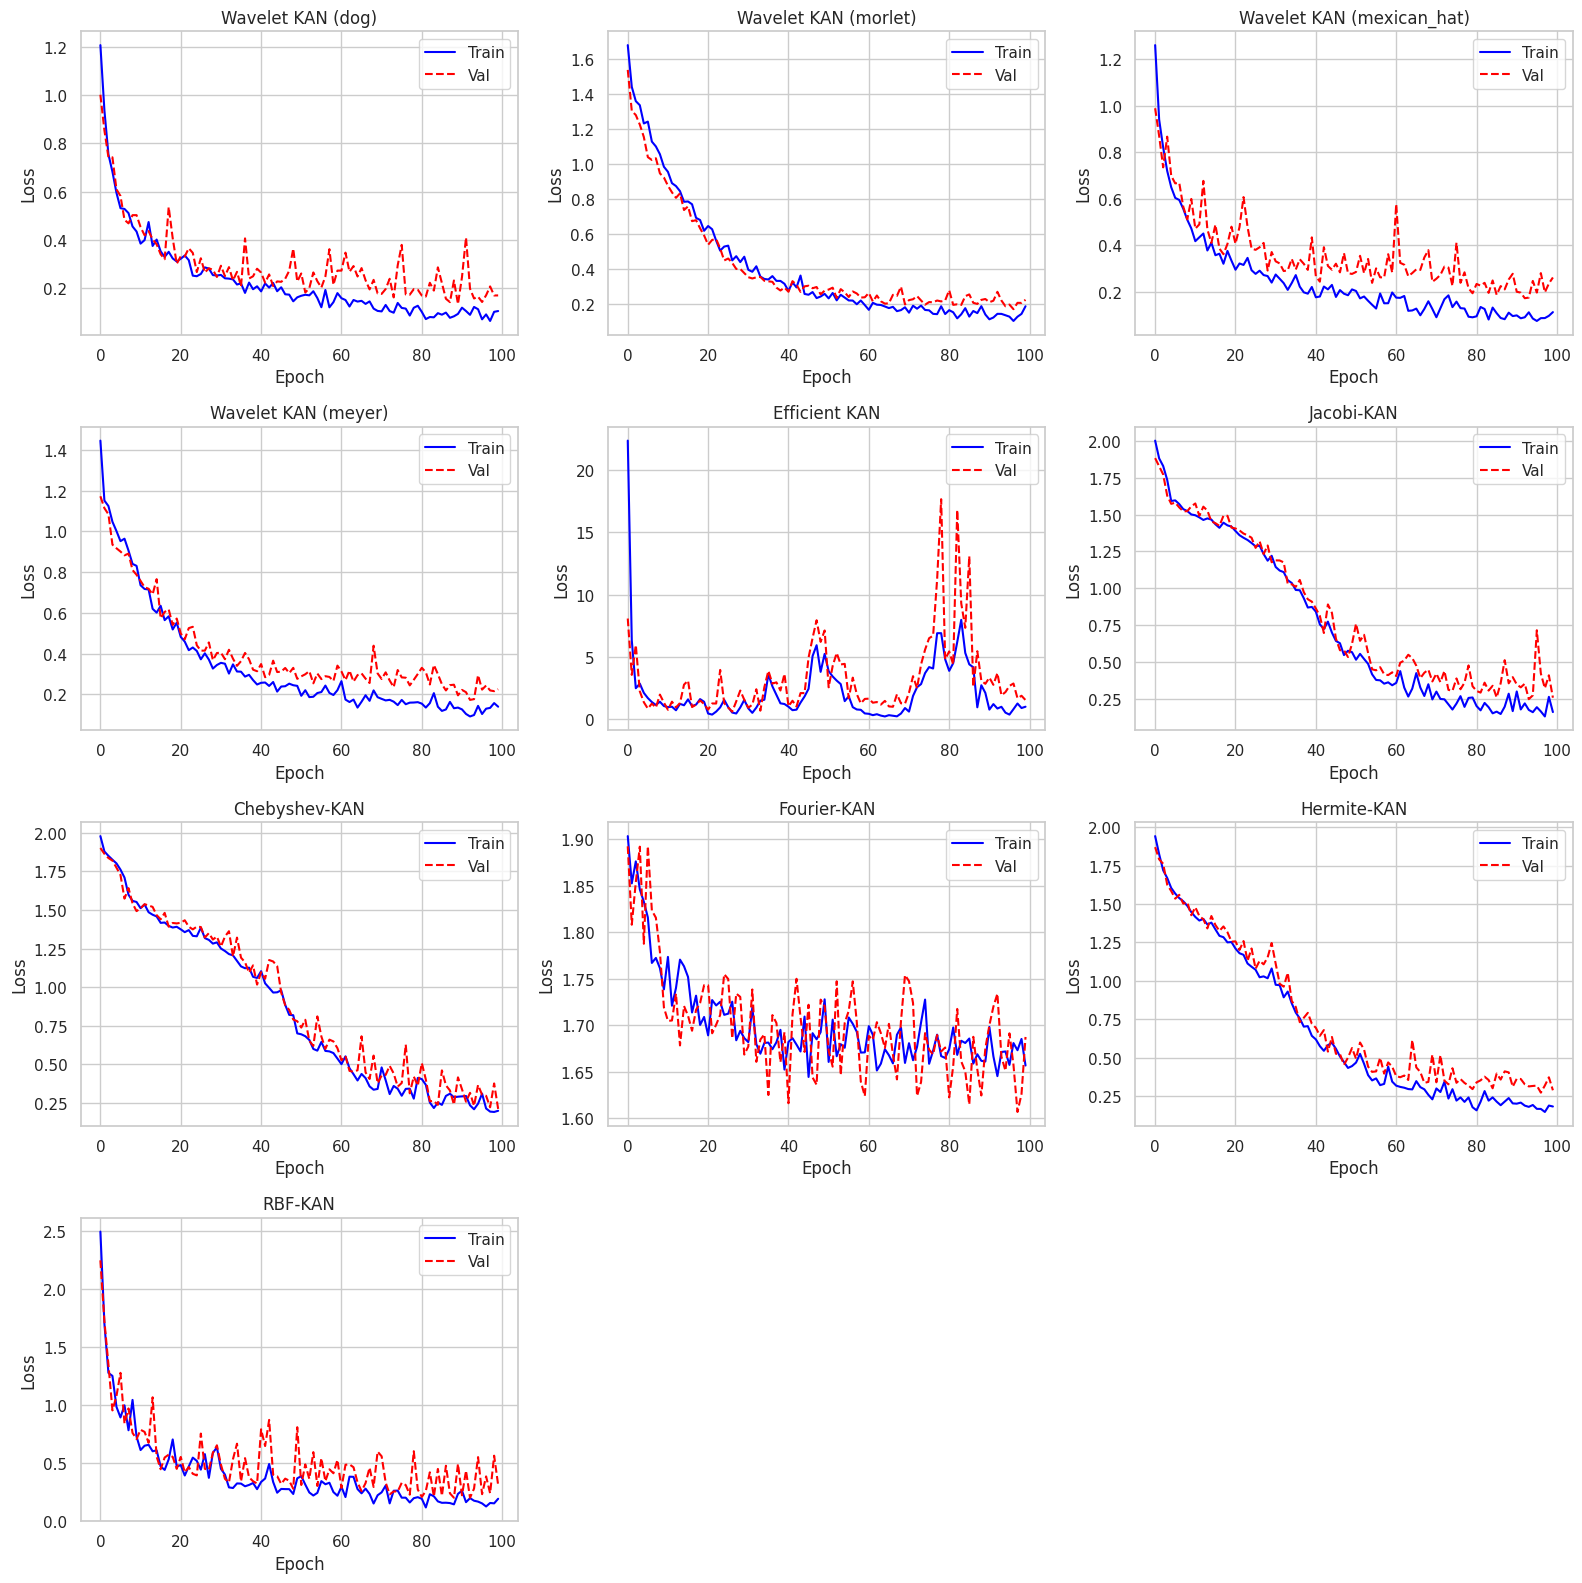 Wavelet KAN (dog)
Train
Val
1.2
1.0
0.8
0.6
0.4
0.2
Loss
0 20 40 60 80 100
Epoch
Wavelet KAN (morlet)
Train
Val
1.6
1.4
1.2
1.0
0.8
0.6
0.4
0.2
Loss
0 20 40 60 80 100
Epoch
Wavelet KAN (mexican_hat)
Train
Val
1.2
1.0
0.8
0.6
0.4
0.2
Loss
0 20 40 60 80 100
Epoch
Wavelet KAN (meyer)
Train
Val
1.4
1.2
1.0
0.8
0.6
0.4
0.2
Loss
0 20 40 60 80 100
Epoch
Efficient KAN
Train
Val
20
15
10
5
0
Loss
0 20 40 60 80 100
Epoch
Jacobi-KAN
Train
Val
2.00
1.75
1.50
1.25
1.00
0.75
0.50
0.25
Loss
0 20 40 60 80 100
Epoch
Chebyshev-KAN
Train
Val
2.00
1.75
1.50
1.25
1.00
0.75
0.50
0.25
Loss
0 20 40 60 80 100
Epoch
Fourier-KAN
Train
Val
1.90
1.85
1.80
1.75
1.70
1.65
1.60
Loss
0 20 40 60 80 100
Epoch
Hermite-KAN
Train
Val
2.00
1.75
1.50
1.25
1.00
0.75
0.50
0.25
Loss
0 20 40 60 80 100
Epoch
RBF-KAN
Train
Val
2.5
2.0
1.5
1.0
0.5
0.0
Loss
0 20 40 60 80 100
Epoch